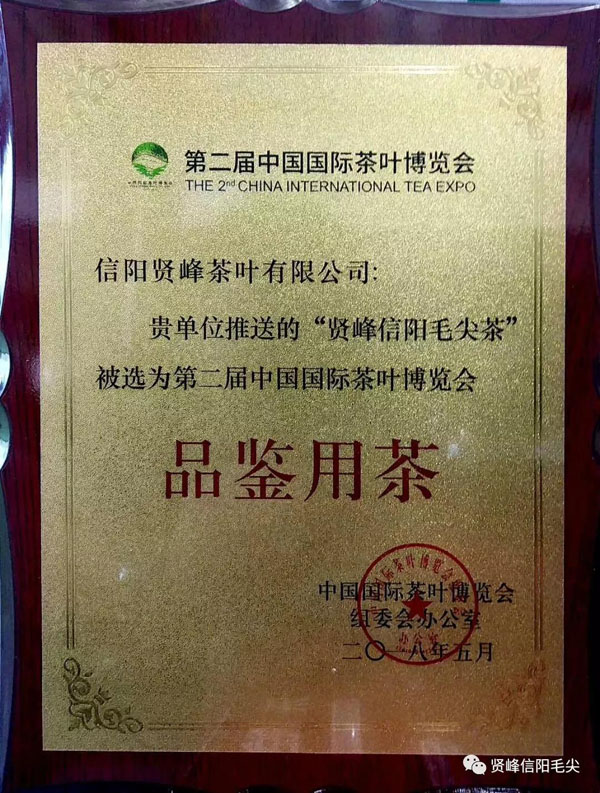 第二届中国国际茶叶博览会
THE 2nd CHINA INTERNATIONAL TEA EXPO
信阳贤峰茶叶有限公司:
贵单位推送的“贤峰信阳毛尖茶”
被选为第二届中国国际茶叶博览会
品鉴用茶
中国国际茶叶博览会
组委会办公室
二〇一八年五月
办公室
贤峰信阳毛尖